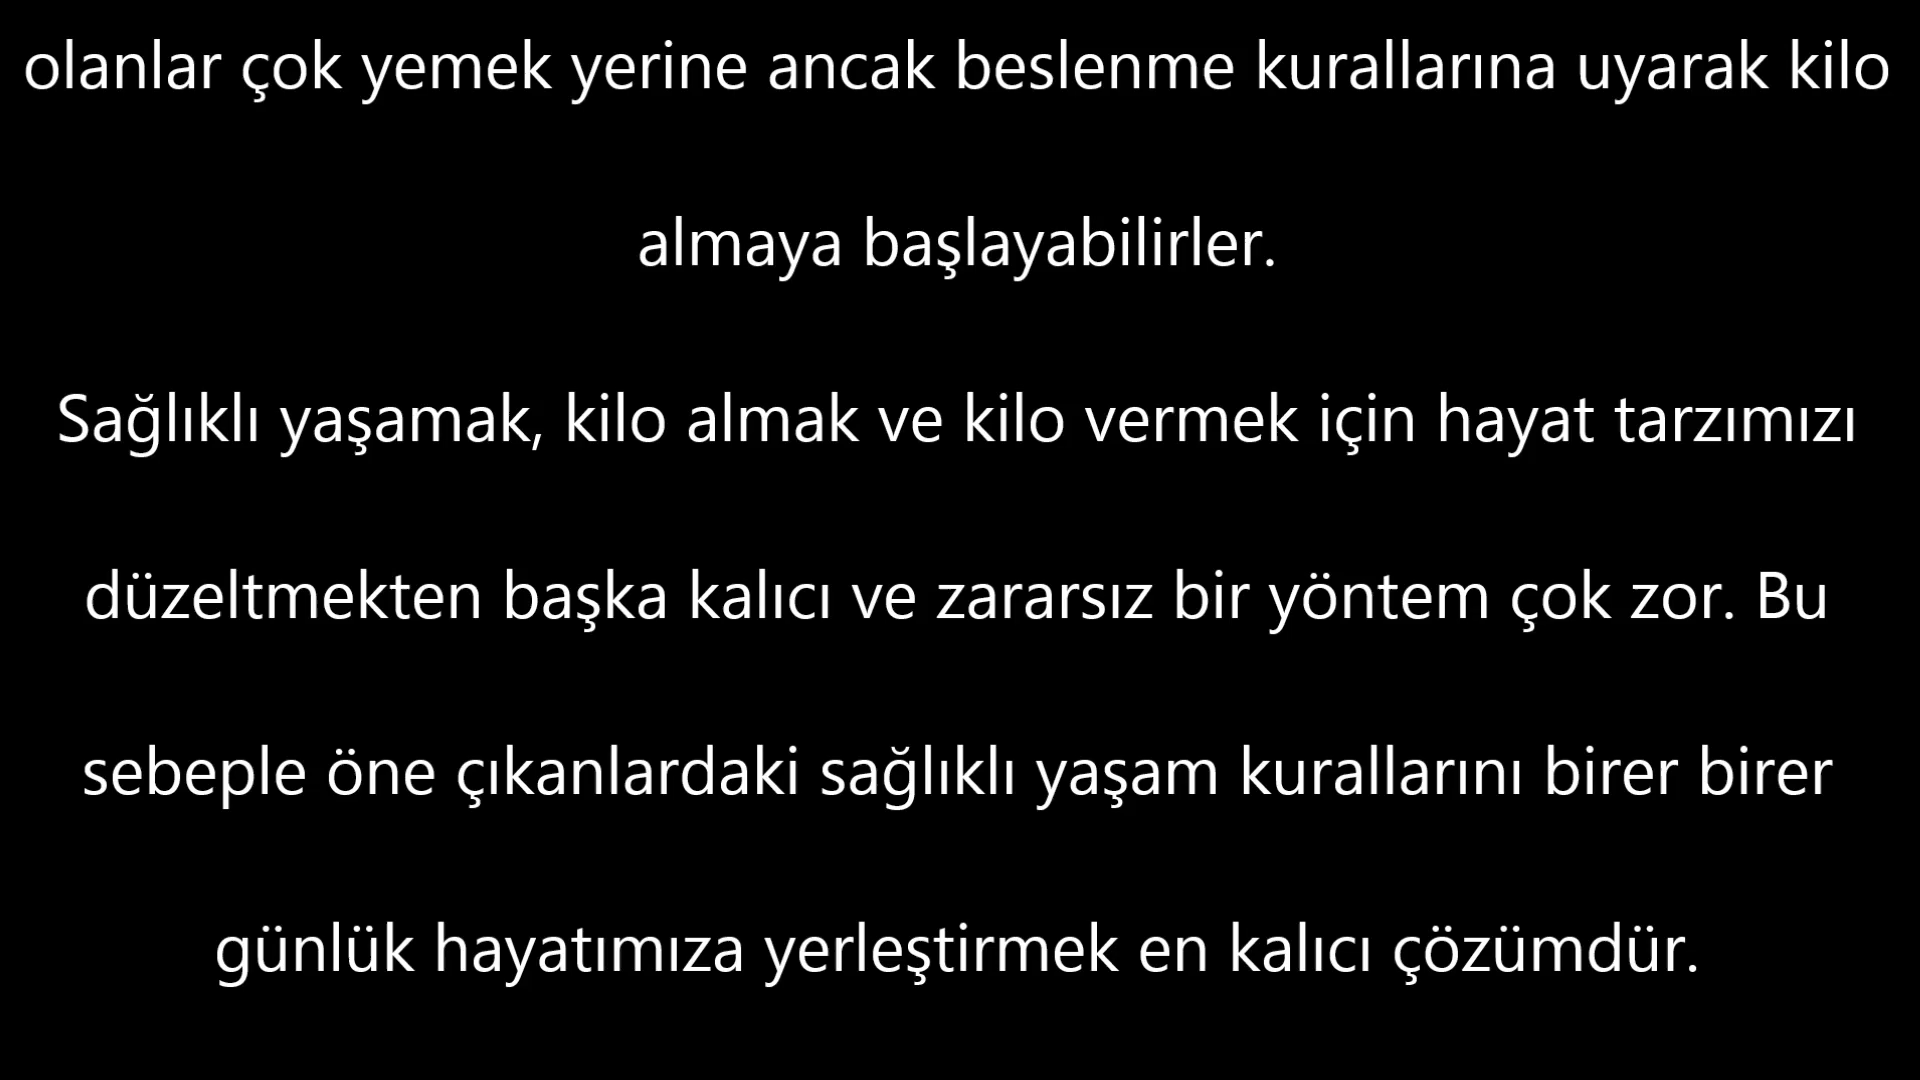 olanlar çok yemek yerine ancak beslenme kurallarına uyarak kilo
almaya başlayabilirler.
Sağlıklı yaşamak, kilo almak ve kilo vermek için hayat tarzımızı
düzeltmekten başka kalıcı ve zararsız bir yöntem çok zor. Bu
sebeple öne çıkanlardaki sağlıklı yaşam kurallarını birer birer
günlük hayatımıza yerleştirmek en kalıcı çözümdür.